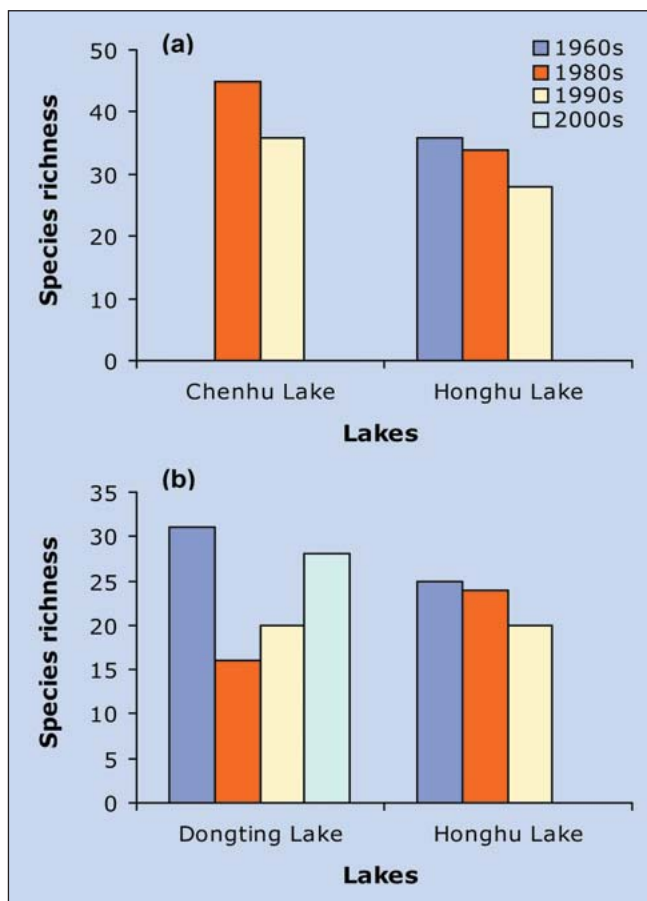 (a)
Species richness
50
40
30
20
10
0
1960s
1980s
1990s
2000s
Chenhu Lake Honghu Lake
Lakes
(b)
Species richness
35
30
25
20
15
10
5
0
Dongting Lake Honghu Lake
Lakes